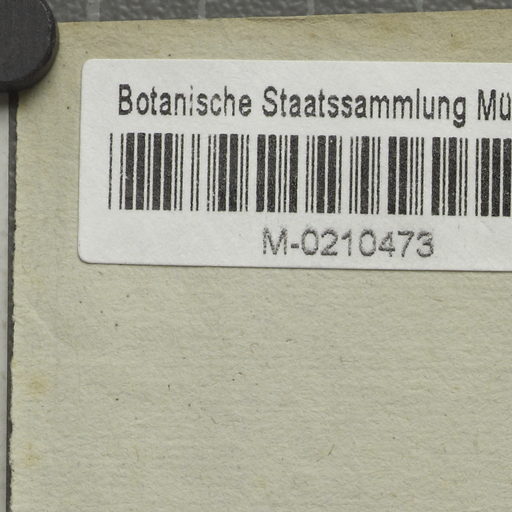 Botanische Staatssammlung Mü
M-0210473